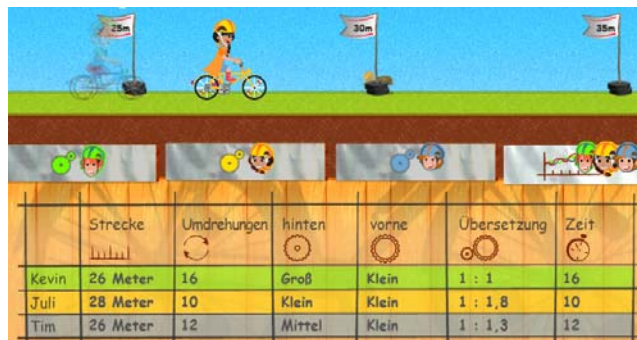 25m 30m 35m
Strecke Umdrehungen hinten vorne Übersetzung Zeit
Kevin 26 Meter 16 Groß Klein 1 : 1 16
Juli 28 Meter 10 Klein Klein 1 : 1,8 10
Tim 26 Meter 12 Mittel Klein 1 : 1,3 12